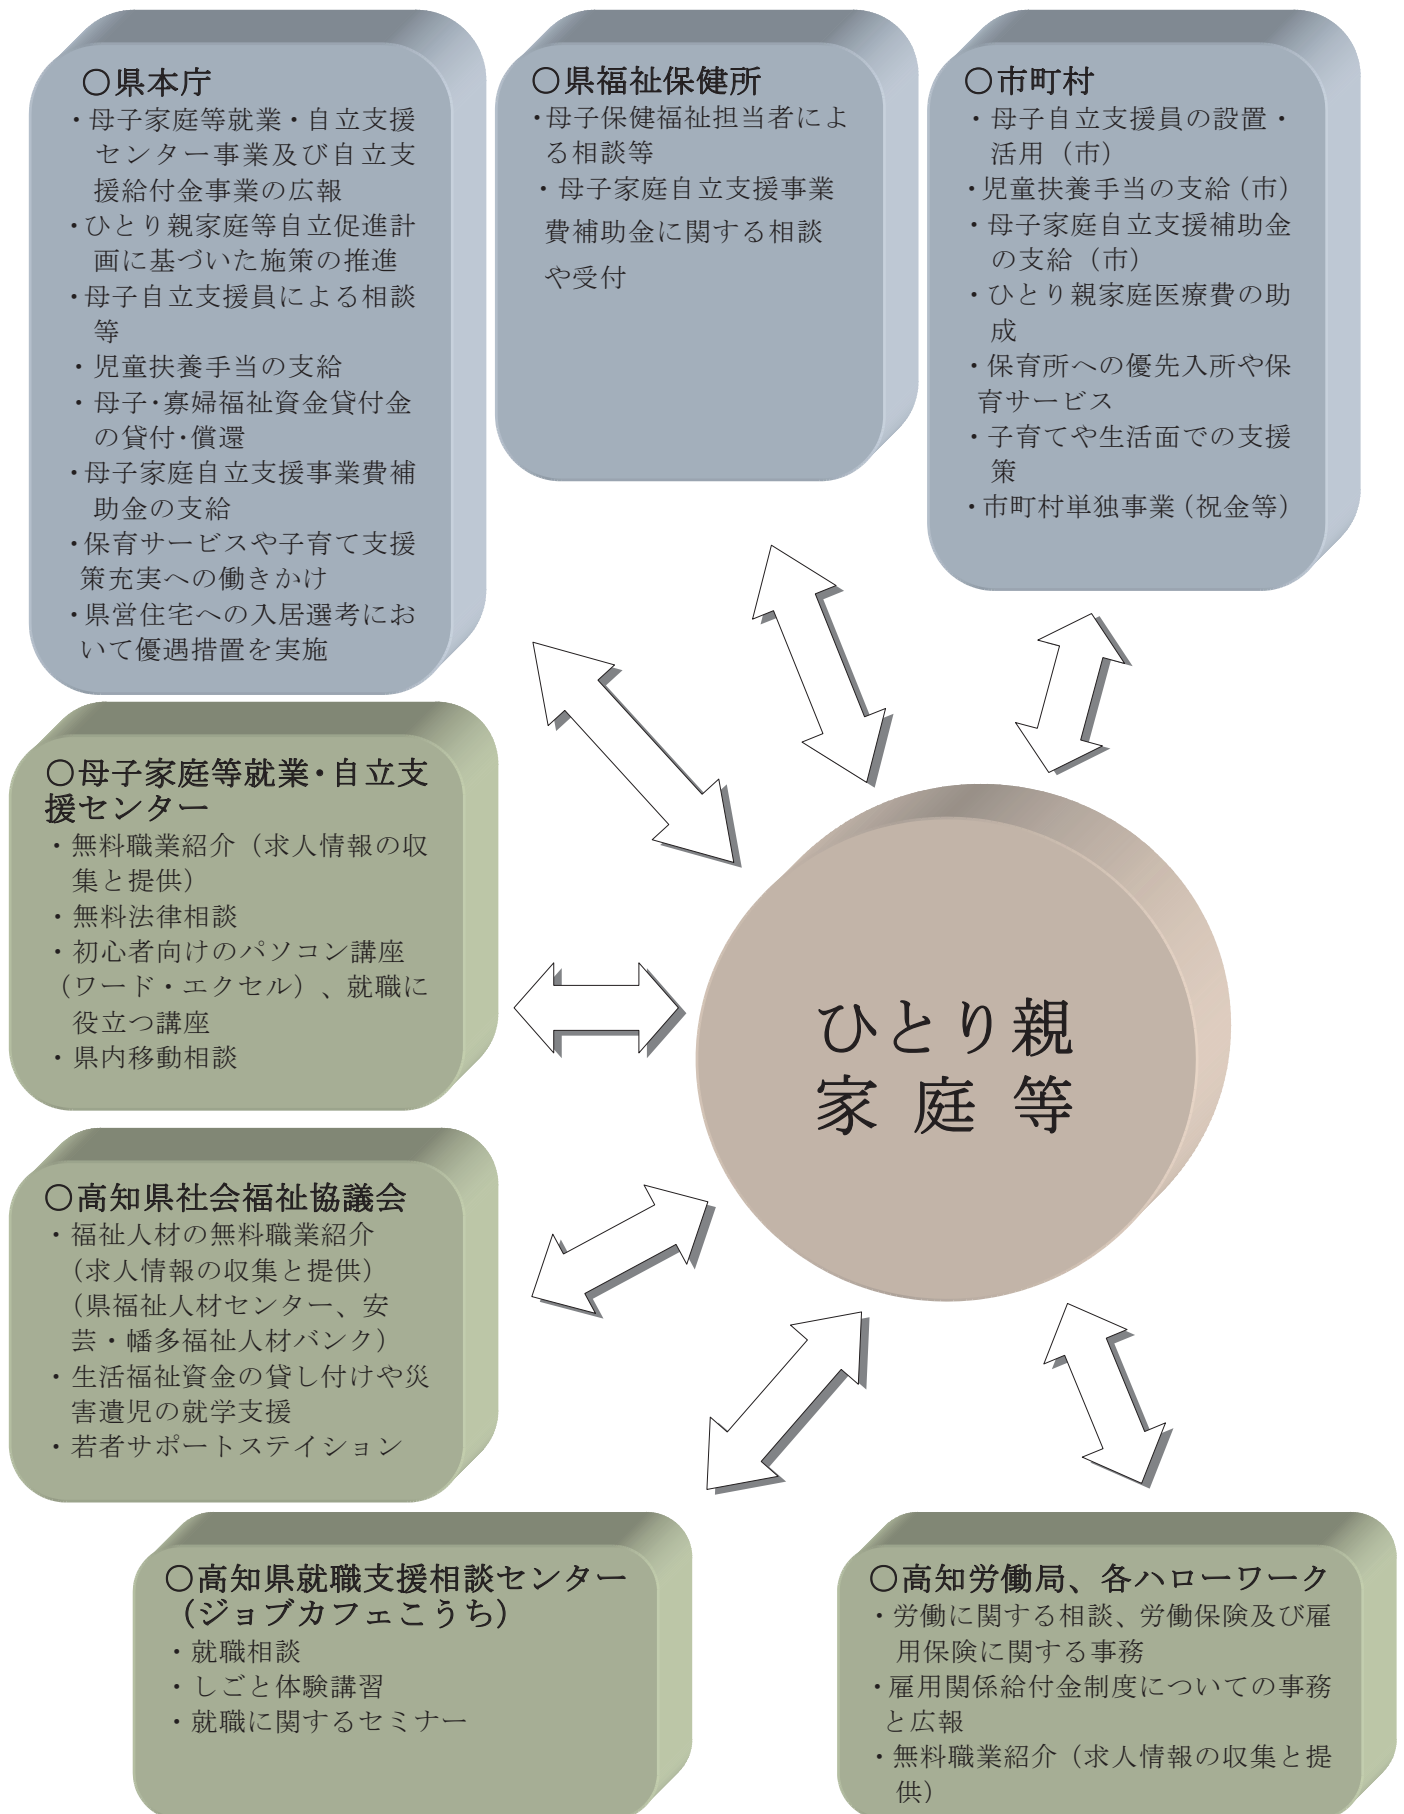 〇県本庁
・母子家庭等就業・自立支援
センター事業及び自立支
援給付金事業の広報
・ひとり親家庭等自立促進計
画に基づいた施策の推進
・母子自立支援員による相談
等
・児童扶養手当の支給
・母子・寡婦福祉資金貸付金
の貸付・償還
・母子家庭自立支援事業費補
助金の支給
・保育サービスや子育て支援
策充実への働きかけ
・県営住宅への入居選考にお
いて優遇措置を実施
〇県福祉保健所
・母子保健福祉担当者によ
る相談等
・母子家庭自立支援事業
費補助金に関する相談
や受付
〇市町村
・母子自立支援員の設置・
活用（市）
・児童扶養手当の支給（市）
・母子家庭自立支援補助金
の支給（市）
・ひとり親家庭医療費の助
成
・保育所への優先入所や保
育サービス
・子育てや生活面での支援
策
・市町村単独事業（祝金等）
〇母子家庭等就業・自立支
援センター
・無料職業紹介（求人情報の収
集と提供）
・無料法律相談
・初心者向けのパソコン講座
（ワード・エクセル）、就職に
役立つ講座
・県内移動相談
ひとり親
家庭等
〇高知県社会福祉協議会
・福祉人材の無料職業紹介
（求人情報の収集と提供）
（県福祉人材センター、安
芸・幡多福祉人材バンク）
・生活福祉資金の貸し付けや災
害遺児の就学支援
・若者サポートステイション
〇高知県就職支援相談センター
（ジョブカフェこうち）
・就職相談
・しごと体験講習
・就職に関するセミナー
〇高知労働局、各ハローワーク
・労働に関する相談、労働保険及び雇
用保険に関する事務
・雇用関係給付金制度についての事務
と広報
・無料職業紹介（求人情報の収集と提
供）